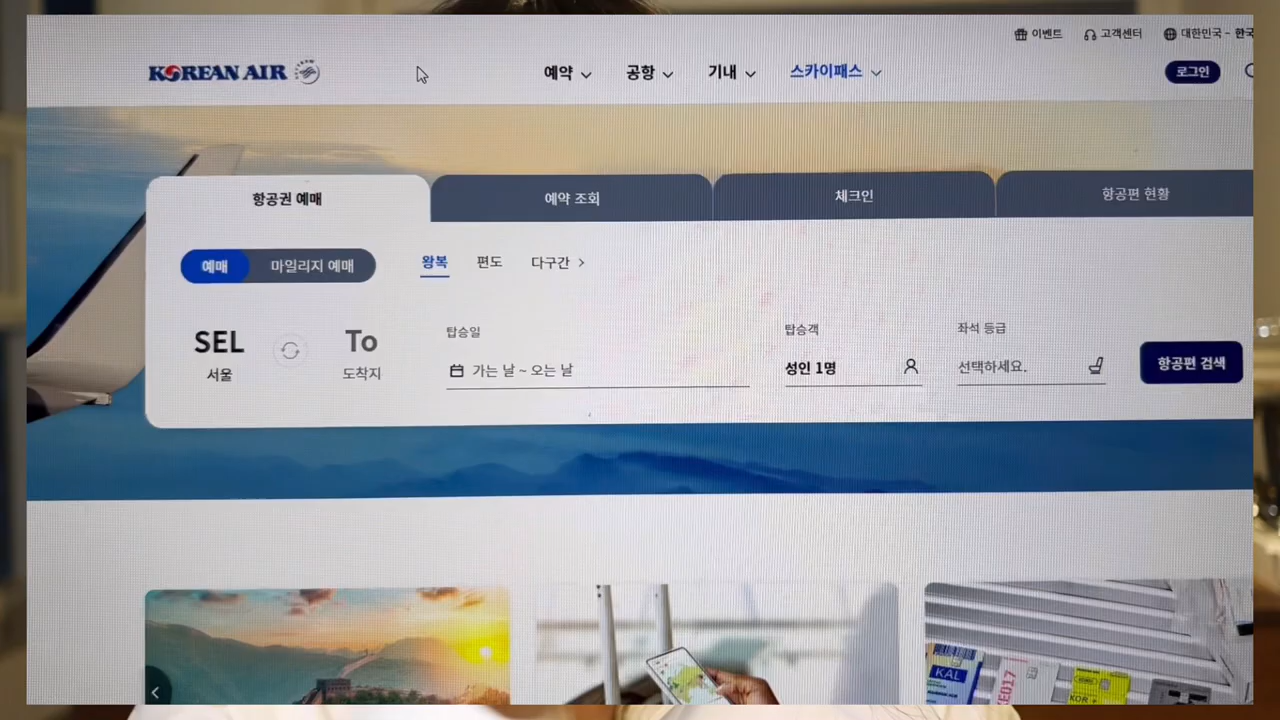 이벤트
고객센터
대한민국 - 한국
KOREAN AIR
예약
공항
기내
스카이패스
로그인
항공권 예매
예약 조회
체크인
항공편 현황
예매
마일리지 예매
왕복
편도
다구간
SEL
서울
To
도착지
탑승일
가는 날 ~ 오는 날
탑승객
성인 1명
좌석 등급
선택하세요.
항공편 검색
KAL
KOR